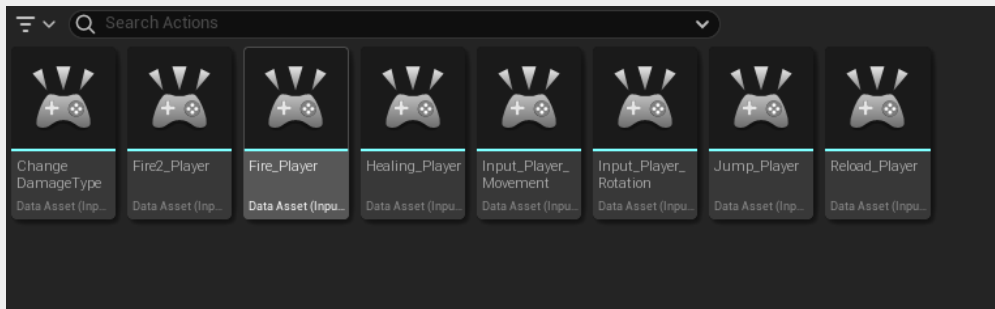 Search Actions
Change
DamageType
Data Asset (Inp...
Fire2_Player
Data Asset (Inp...
Fire_Player
Data Asset (Inpu...
Healing_Player
Data Asset (Inpu...
Input_Player_
Movement
Data Asset (Inpu...
Input_Player_
Rotation
Data Asset (Inpu...
Jump_Player
Data Asset (Inp...
Reload_Player
Data Asset (Inpu...